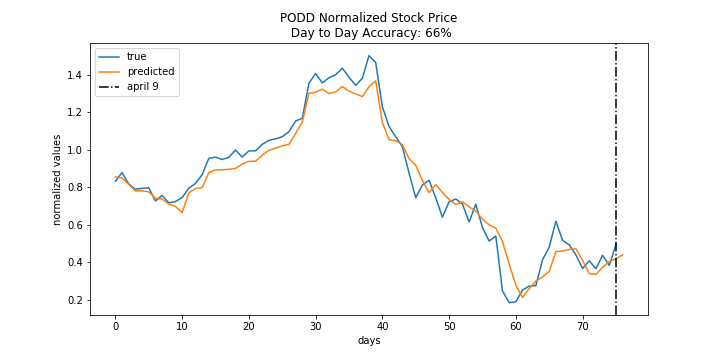 PODD Normalized Stock Price
Day to Day Accuracy: 66%
true
predicted
april 9
normalized values
1.4
1.2
1.0
0.8
0.6
0.4
0.2
0 10 20 30 40 50 60 70
days